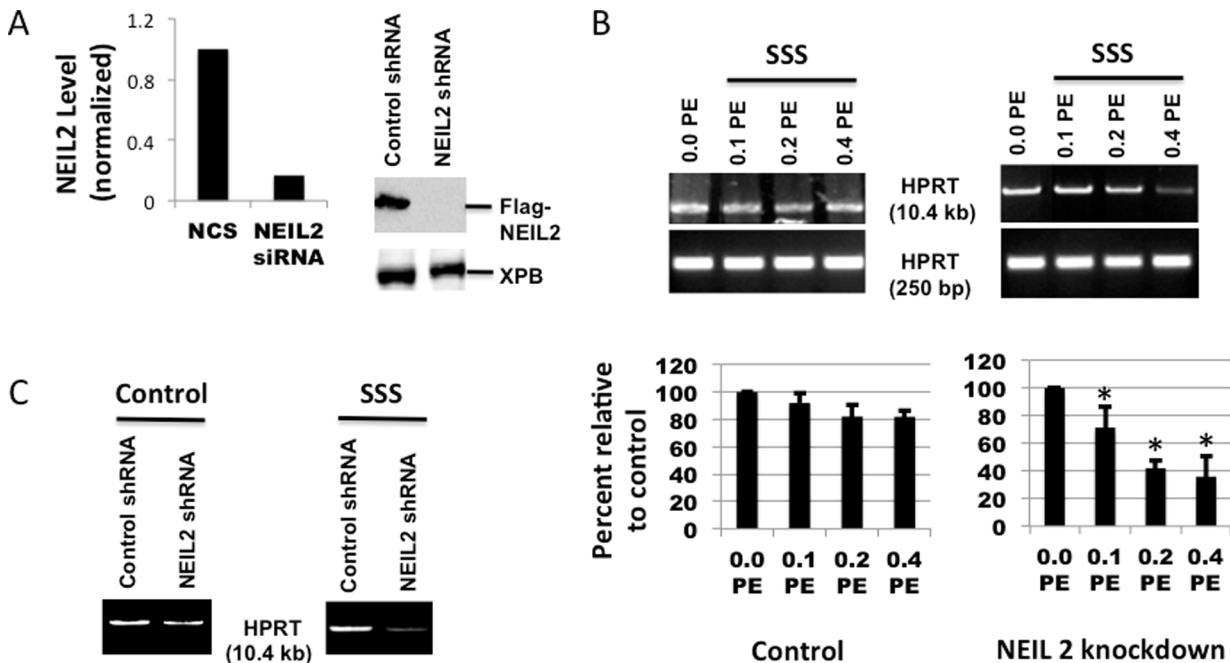 A
NEIL2 Level
(normalized)
1.2
0.8
0.4
0
NCS
NEIL2
siRNA
Control shRNA
NEIL2 shRNA
Flag-
NEIL2
XPB
B
SSS
0.0 PE
0.1 PE
0.2 PE
0.4 PE
SSS
0.0 PE
0.1 PE
0.2 PE
0.4 PE
HPRT
(10.4 kb)
HPRT
(250 bp)
Percent relative
to control
120
100
80
60
40
20
0
0.0
PE
0.1
PE
0.2
PE
0.4
PE
Control
120
100
80
60
40
20
0
*
*
*
0.0
PE
0.1
PE
0.2
PE
0.4
PE
NEIL 2 knockdown
C
Control
Control shRNA
NEIL2 shRNA
SSS
Control shRNA
NEIL2 shRNA
HPRT
(10.4 kb)